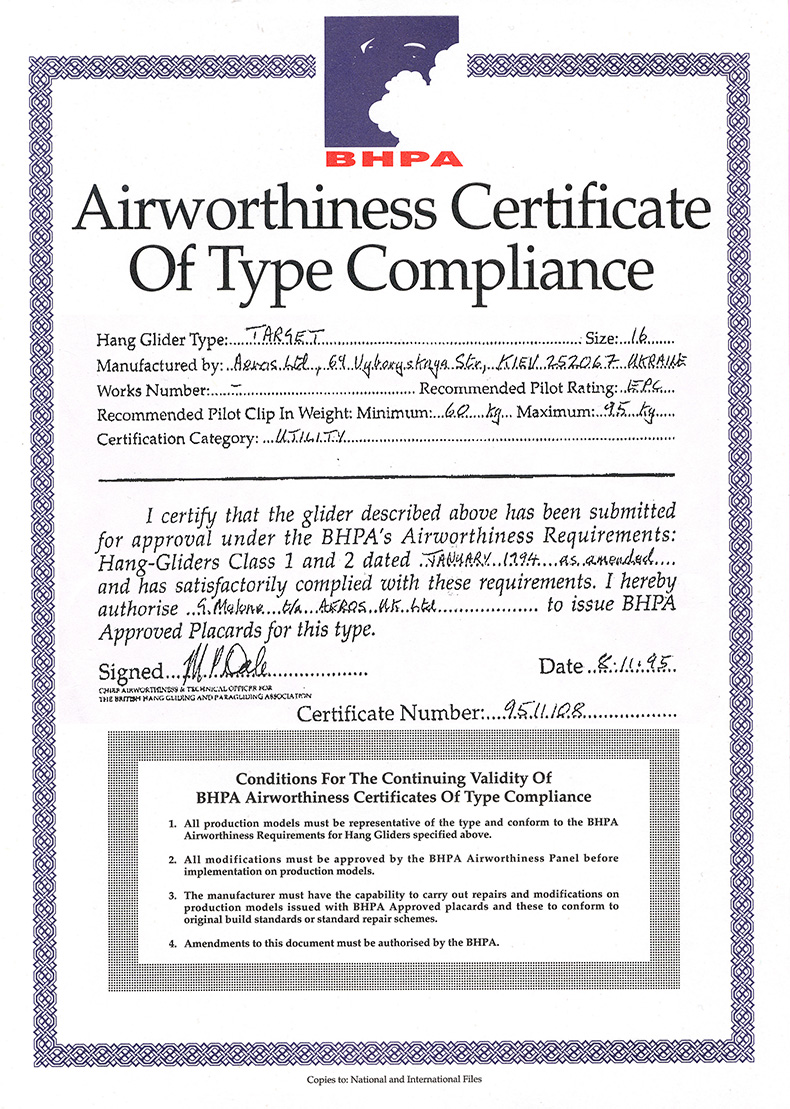 BHPA
Airworthiness Certificate
Of Type Compliance
Hang Glider Type: TARGET Size: 16
Manufactured by: Aeros Ltd, 64 Str, KIEV 252067 UKRAINE
Works Number: - Recommended Pilot Rating: EPC
Recommended Pilot Clip In Weight: Minimum: 60 kg Maximum: 95 kg
Certification Category: UTILITY
I certify that the glider described above has been submitted
for approval under the BHPA's Airworthiness Requirements:
Hang-Gliders Class 1 and 2 dated JANUARY 1994 as amended
and has satisfactorily complied with these requirements. I hereby
authorise t/a AEROS UK Ltd to issue BHPA
Approved Placards for this type.
Signed M.P. Dale Date 8.11.95
CHIEF AIRWORTHINESS & TECHNICAL OFFICER FOR
THE BRITISH HANG GLIDING AND PARAGLIDING ASSOCIATION
Certificate Number: 95.11.108
Conditions For The Continuing Validity Of
BHPA Airworthiness Certificates Of Type Compliance
1. All production models must be representative of the type and conform to the BHPA
Airworthiness Requirements for Hang Gliders specified above.
2. All modifications must be approved by the BHPA Airworthiness Panel before
implementation on production models.
3. The manufacturer must have the capability to carry out repairs and modifications on
production models issued with BHPA Approved placards and these to conform to
original build standards or standard repair schemes.
4. Amendments to this document must be authorised by the BHPA.
Copies to: National and International Files